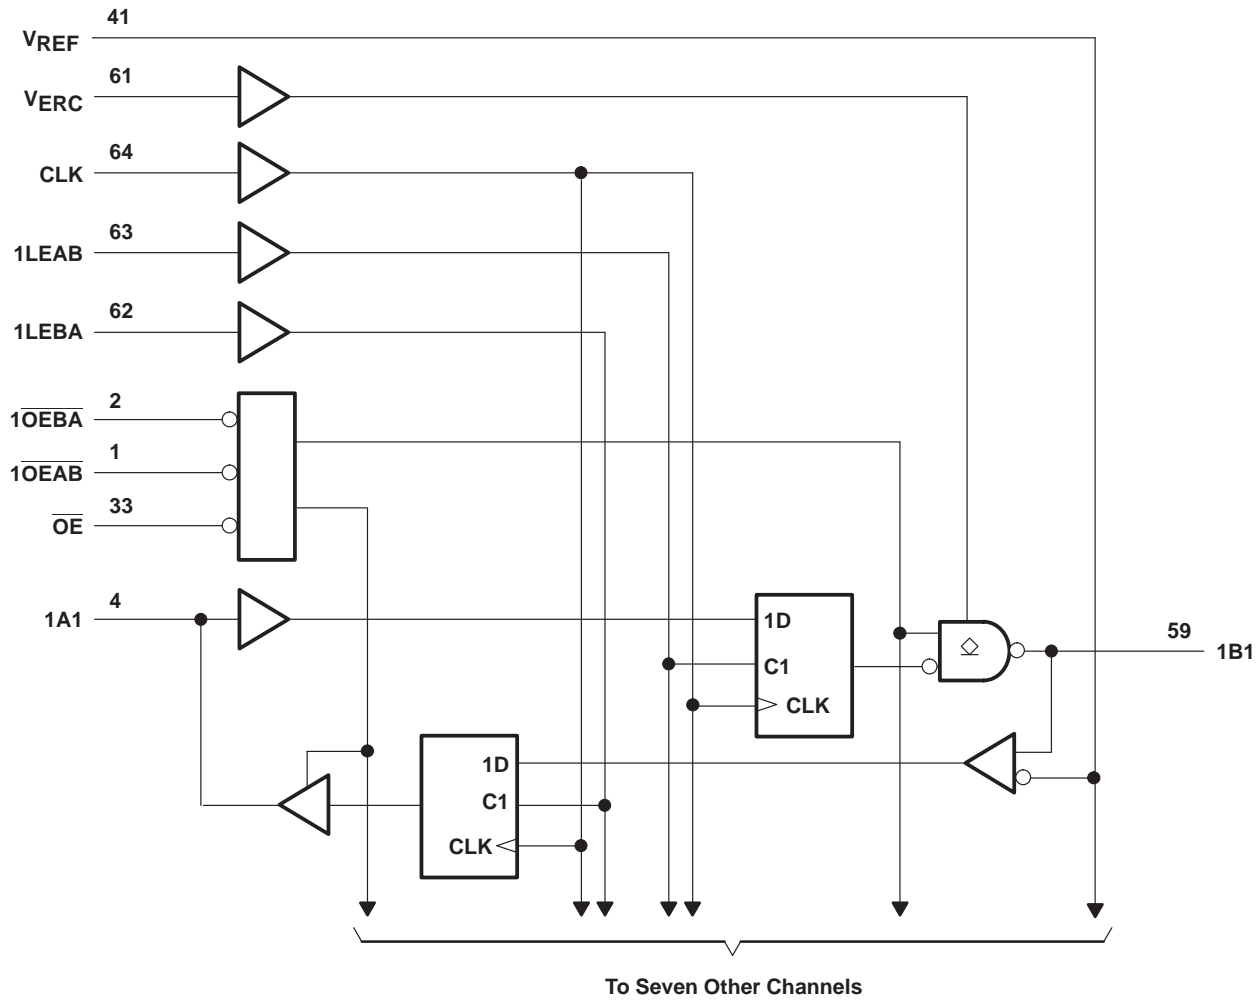 41
VREF
61
VERC
64
CLK
63
1LEAB
62
1LEBA
2
1OEBA
1
1OEAB
33
OE
4
1A1
1D
C1
CLK
59
1B1
1D
C1
CLK
To Seven Other Channels